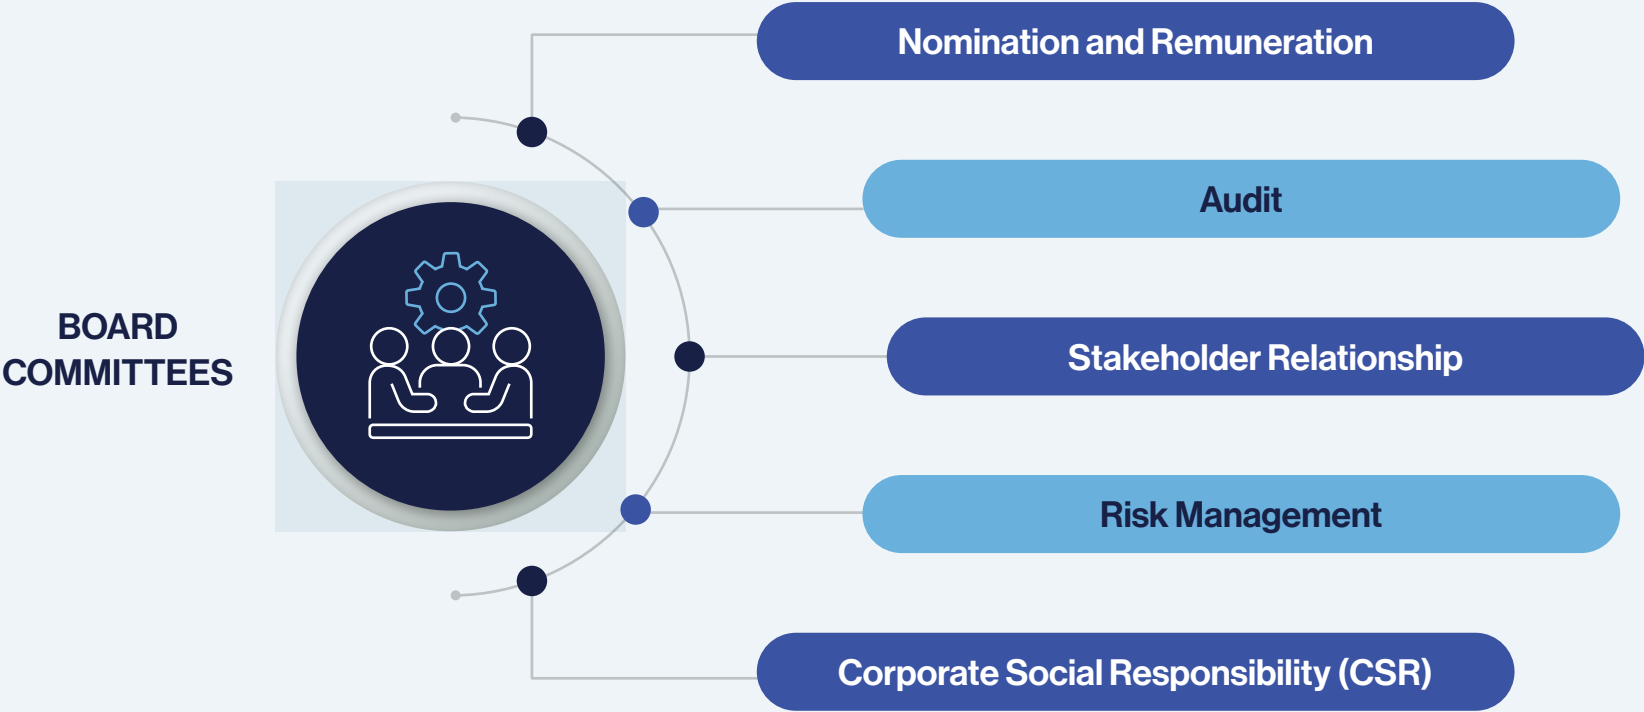 Nomination and Remuneration
Audit
BOARD
COMMITTEES
Stakeholder Relationship
Risk Management
Corporate Social Responsibility (CSR)